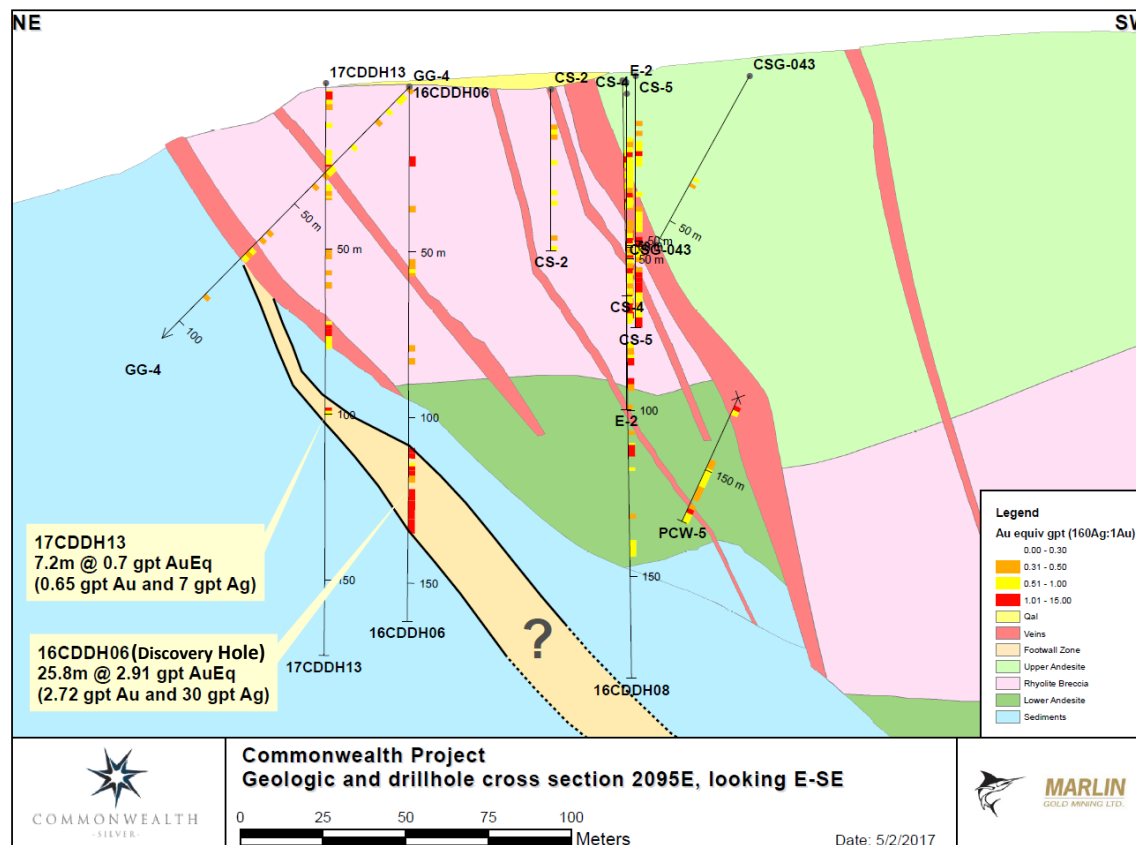 NE
SW
17CDDH13
GG-4
16CDDH06
CS-2
CS-4
E-2
CS-5
CSG-043
50 m
50 m
50 m
50 m
50 m
50 m
CSG-043
CS-2
CS-4
CS-5
100
GG-4
100
100
100
E-2
150 m
PCW-5
150
150
150
16CDDH06
17CDDH13
16CDDH08
?
17CDDH13
7.2m @ 0.7 gpt AuEq
(0.65 gpt Au and 7 gpt Ag)
16CDDH06 (Discovery Hole)
25.8m @ 2.91 gpt AuEq
(2.72 gpt Au and 30 gpt Ag)
Legend
Au equiv gpt (160Ag:1Au)
0.00 - 0.30
0.31 - 0.50
0.51 - 1.00
1.01 - 15.00
Qal
Veins
Footwall Zone
Upper Andesite
Rhyolite Breccia
Lower Andesite
Sediments
COMMONWEALTH
- SILVER -
Commonwealth Project
Geologic and drillhole cross section 2095E, looking E-SE
0 25 50 75 100
Meters
Date: 5/2/2017
MARLIN
GOLD MINING LTD.